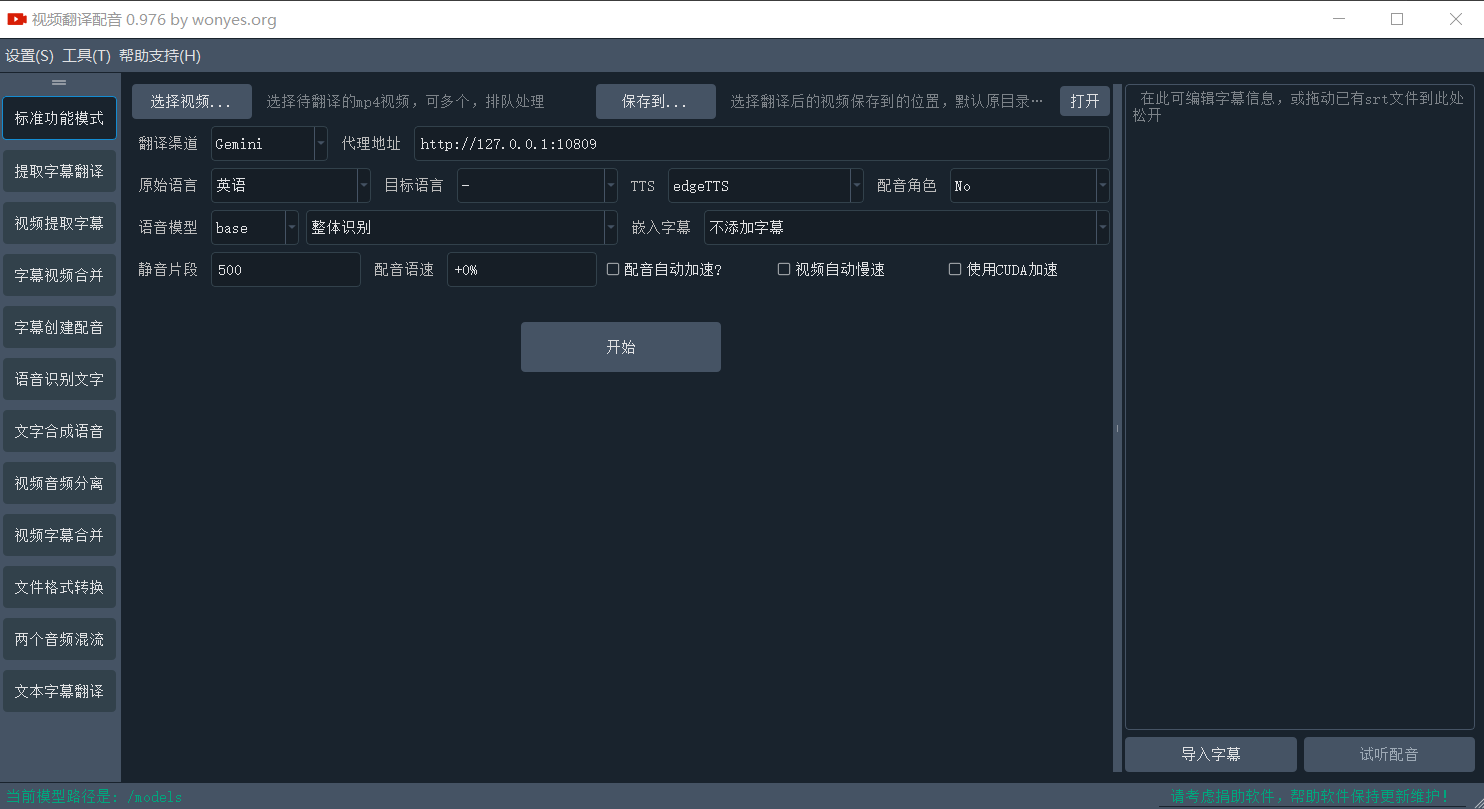 视频翻译配音 0.976 by wonyes.org
设置(S) 工具(T) 帮助支持(H)
标准功能模式
提取字幕翻译
视频提取字幕
字幕视频合并
字幕创建配音
语音识别文字
文字合成语音
视频音频分离
视频字幕合并
文件格式转换
两个音频混流
文本字幕翻译
选择视频... 选择待翻译的mp4视频，可多个，排队处理 保存到... 选择翻译后的视频保存到的位置，默认原目录… 打开
翻译渠道 Gemini 代理地址 http://127.0.0.1:10809
原始语言 英语 目标语言 - TTS edgeTTS 配音角色 No
语音模型 base 整体识别 嵌入字幕 不添加字幕
静音片段 500 配音语速 +0% 配音自动加速? 视频自动慢速 使用CUDA加速
开始
在此可编辑字幕信息，或拖动已有srt文件到此处
松开
导入字幕 试听配音
当前模型路径是: /models
请考虑捐助软件，帮助软件保持更新维护！